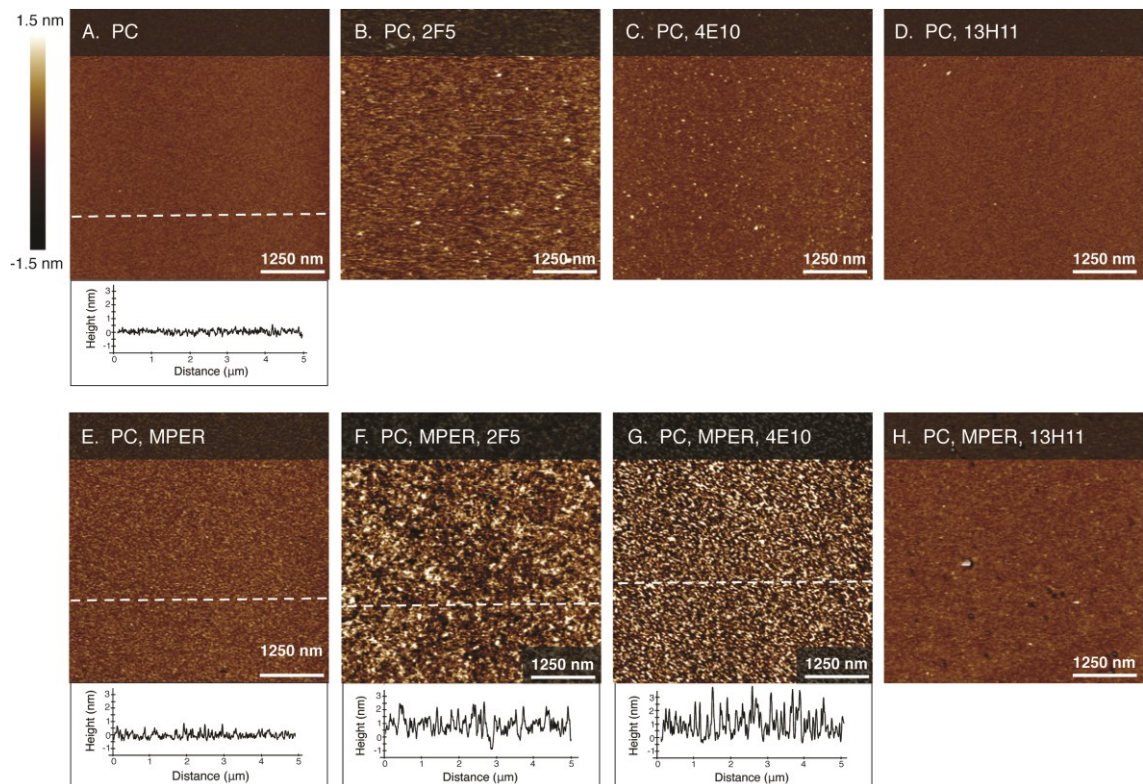 1.5 nm
-1.5 nm
A. PC
1250 nm
B. PC, 2F5
1250 nm
C. PC, 4E10
1250 nm
D. PC, 13H11
1250 nm
Height (nm)
3
2
1
0
-1
0 1 2 3 4 5
Distance (µm)
E. PC, MPER
1250 nm
F. PC, MPER, 2F5
1250 nm
G. PC, MPER, 4E10
1250 nm
H. PC, MPER, 13H11
1250 nm
Height (nm)
3
2
1
0
-1
0 1 2 3 4 5
Distance (µm)
Height (nm)
3
2
1
0
-1
0 1 2 3 4 5
Distance (µm)
Height (nm)
3
2
1
0
-1
0 1 2 3 4 5
Distance (µm)